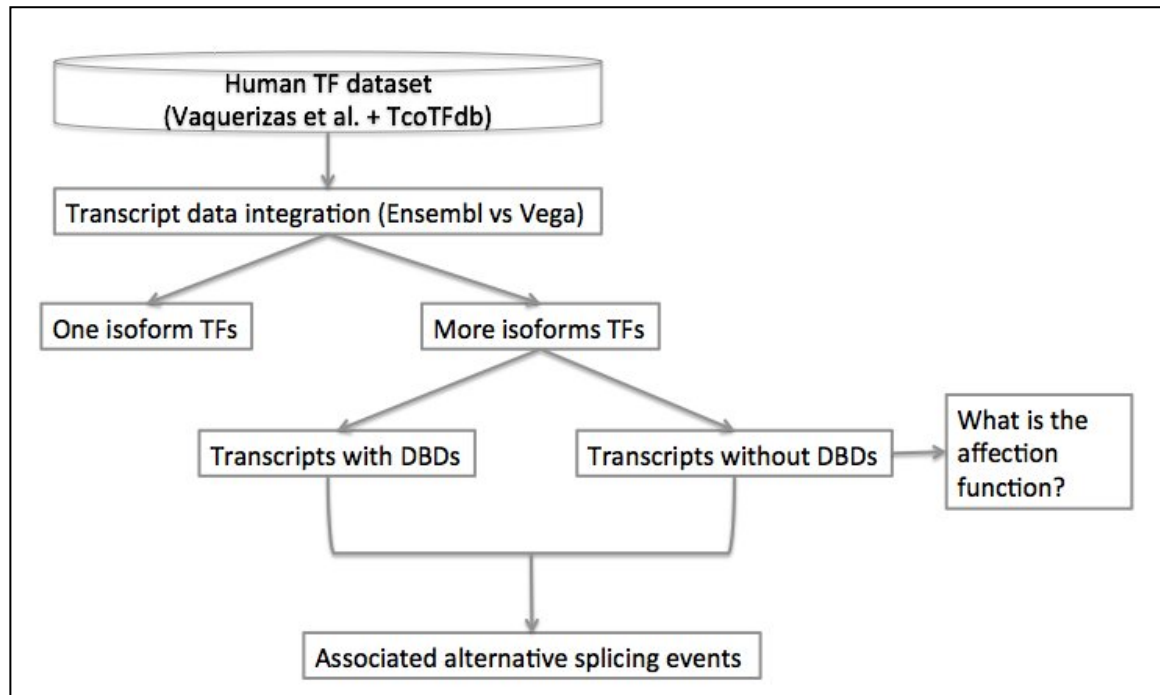 Human TF dataset
(Vaquerizas et al. + TcoTFdb)
Transcript data integration (Ensembl vs Vega)
One isoform TFs
More isoforms TFs
Transcripts with DBDs
Transcripts without DBDs
What is the
affection
function?
Associated alternative splicing events